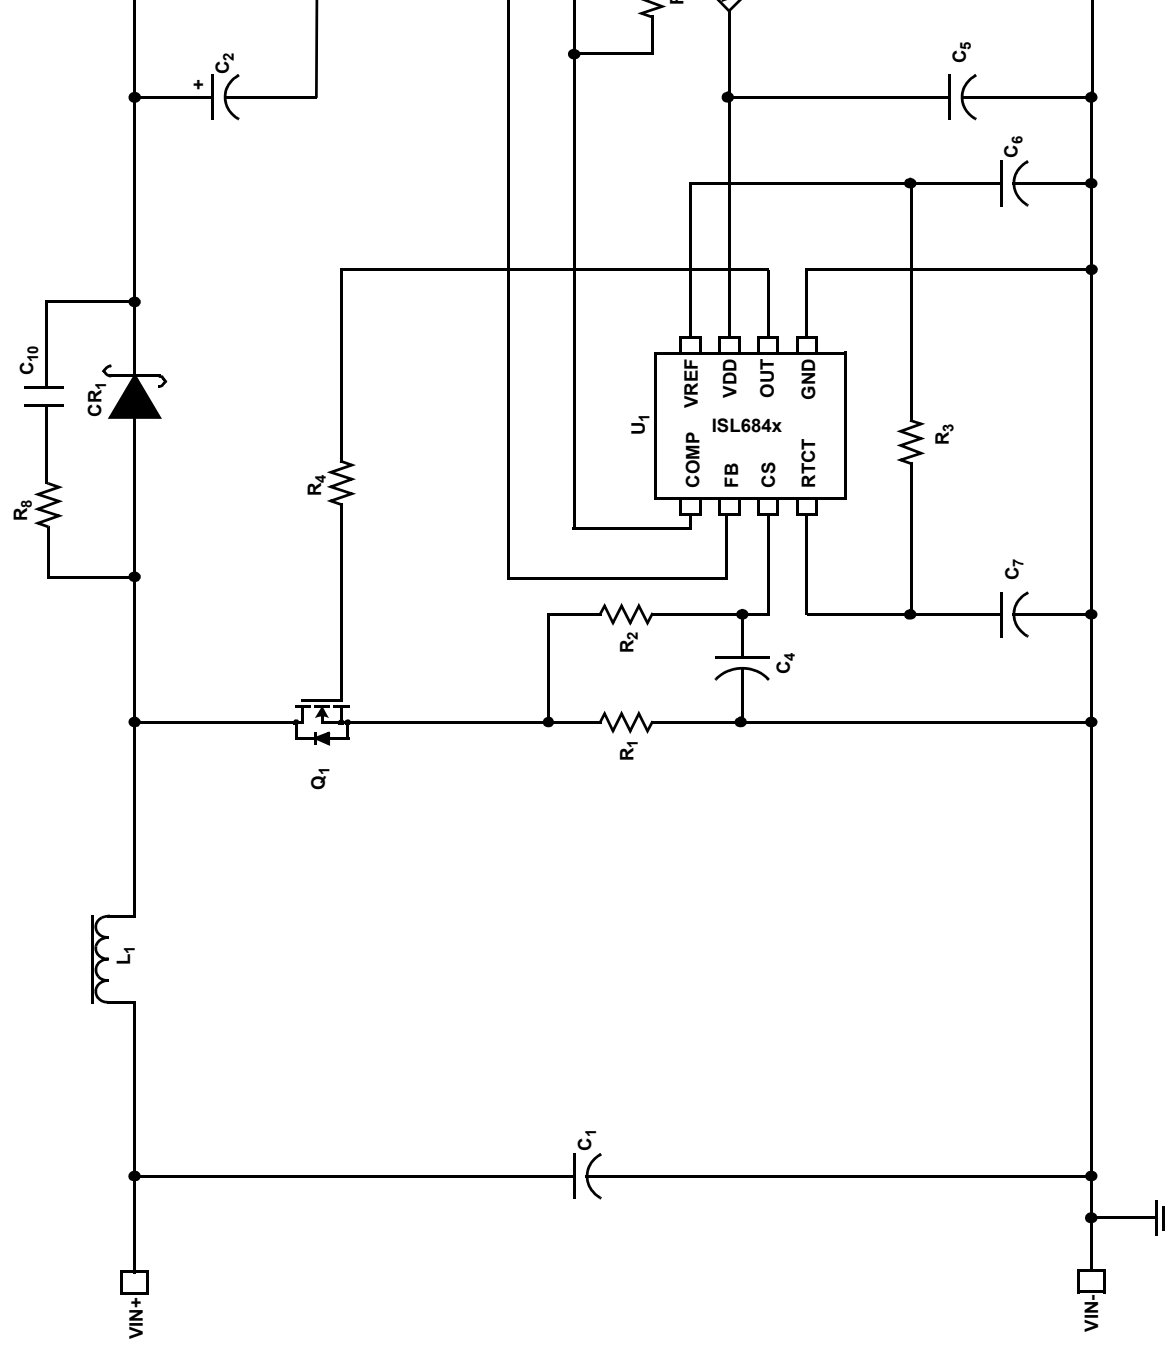 R
+
C2
C5
C6
C10
CR1
R8
R4
U1
VREF
VDD
OUT
GND
ISL684x
COMP
FB
CS
RTCT
R3
C7
R2
C4
R1
Q1
L1
C1
VIN+
VIN-